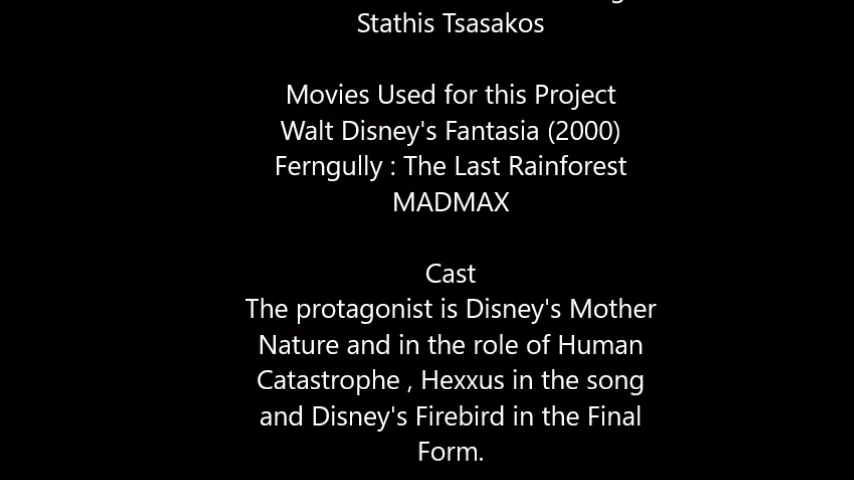 Stathis Tsasakos
Movies Used for this Project
Walt Disney's Fantasia (2000)
Ferngully : The Last Rainforest
MADMAX
Cast
The protagonist is Disney's Mother
Nature and in the role of Human
Catastrophe , Hexxus in the song
and Disney's Firebird in the Final
Form.